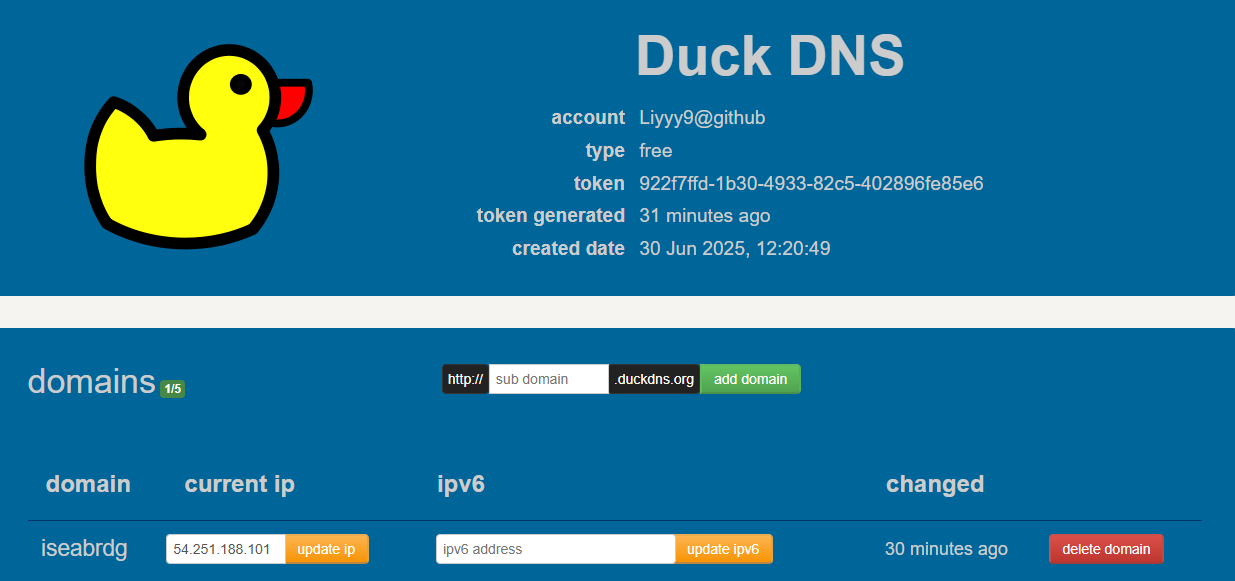 Duck DNS
account Liyyy9@github
type free
token 922f7ffd-1b30-4933-82c5-402896fe85e6
token generated 31 minutes ago
created date 30 Jun 2025, 12:20:49
domains 1/5 http:// sub domain .duckdns.org add domain
domain current ip ipv6 changed
iseabrdg 54.251.188.101 update ip ipv6 address update ipv6 30 minutes ago delete domain